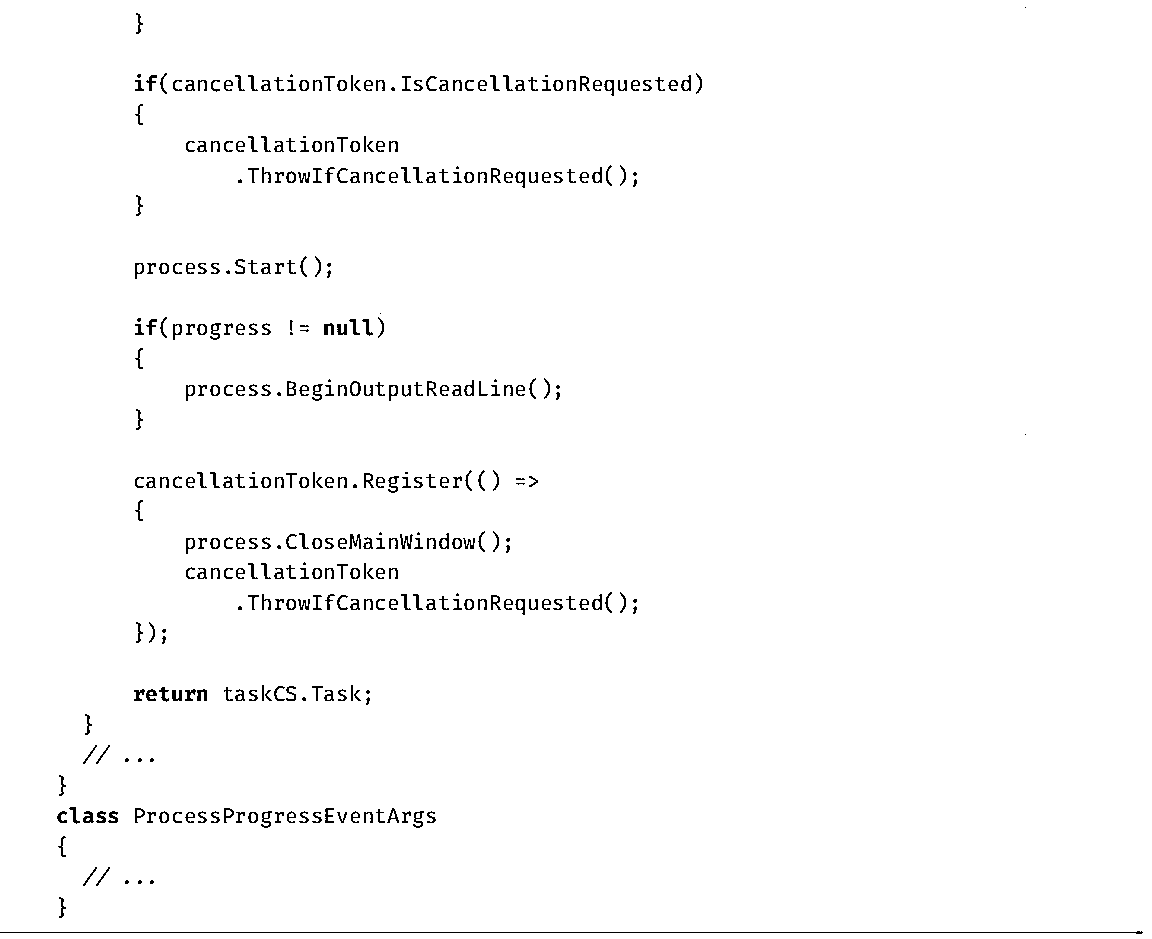 }
if(cancellationToken.IsCancellationRequested)
{
cancellationToken
.ThrowIfCancellationRequested();
}
process.Start();
if(progress != null)
{
process.BeginOutputReadLine();
}
cancellationToken.Register(() =>
{
process.CloseMainWindow();
cancellationToken
.ThrowIfCancellationRequested();
});
return taskCS.Task;
}
// ...
}
class ProcessProgressEventArgs
{
// ...
}